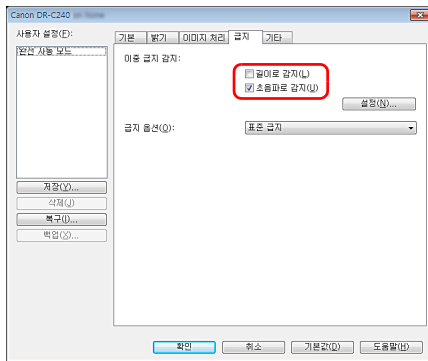 Canon DR-C240 on
사용자 설정(F):
완전 자동 모드
저장(Y)...
삭제(J)
복구(I)...
백업(X)...
기본 밝기 이미지 처리 급지 기타
이중 급지 감지:
길이로 감지(L)
초음파로 감지(U)
설정(N)...
급지 옵션(O):
표준 급지
확인 취소 기본값(D) 도움말(H)